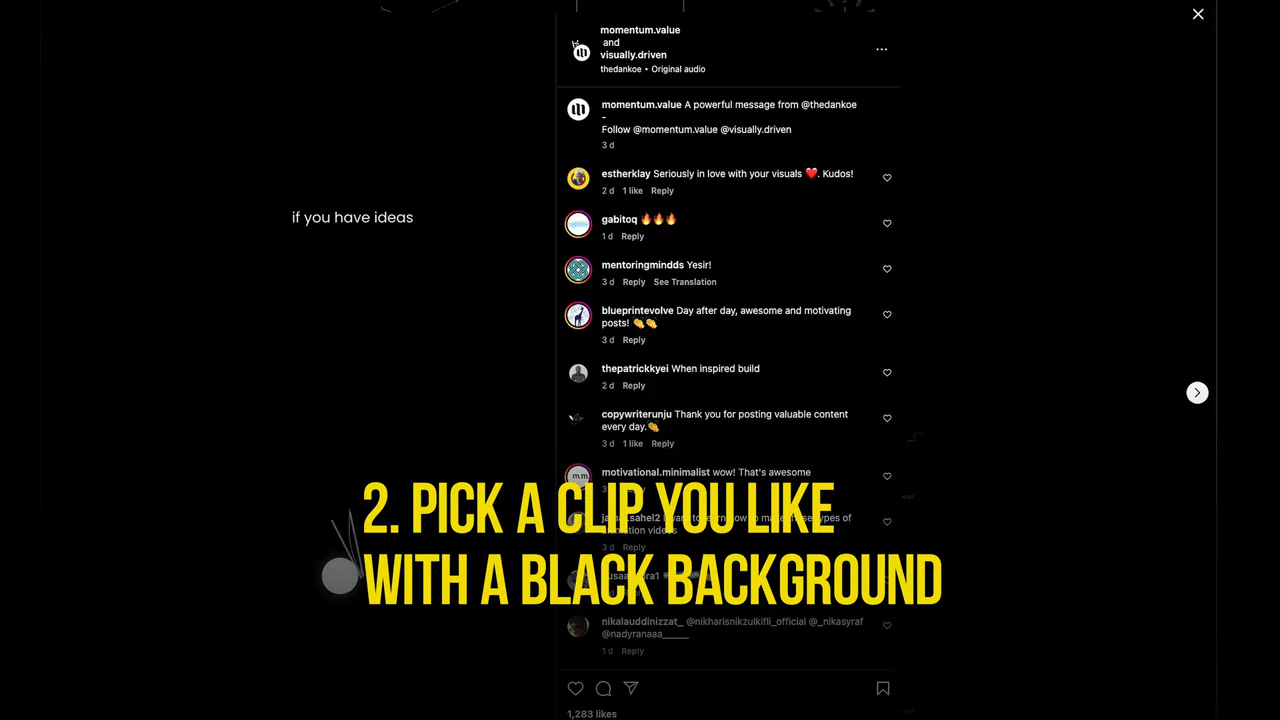 momentum.value
and
visually.driven
thedankoe • Original audio
momentum.value A powerful message from @thedankoe
-
Follow @momentum.value @visually.driven
3 d
if you have ideas
estherklay Seriously in love with your visuals ❤️. Kudos!
2 d 1 like Reply
gabitoq 🔥🔥🔥
1 d Reply
mentoringmindds Yesir!
3 d Reply See Translation
blueprintevolve Day after day, awesome and motivating
posts! 👏👏
3 d Reply
thepatrickkyei When inspired build
2 d Reply
copywriterunju Thank you for posting valuable content
every day.👏
3 d 1 like Reply
motivational.minimalist wow! That's awesome
2. PICK A CLIP YOU LIKE
WITH A BLACK BACKGROUND
3 d Reply
nikalauddinizzat_ @nikharisnikzulkifli_official @_nikasyraf
@nadyranaaa______
1 d Reply
1,283 likes